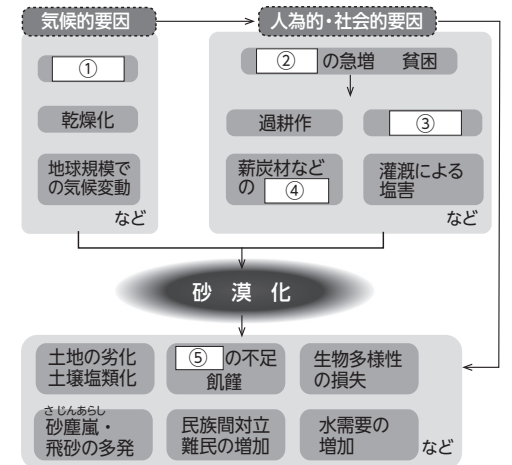 気候的要因
人為的・社会的要因
①
② の急増 貧困
乾燥化
過耕作
③
地球規模で
の気候変動
など
薪炭材など
の ④
灌漑による
塩害
など
砂漠化
土地の劣化
土壌塩類化
⑤ の不足
飢饉
生物多様性
の損失
さじんあらし
砂塵嵐・
飛砂の多発
民族間対立
難民の増加
水需要の
増加
など